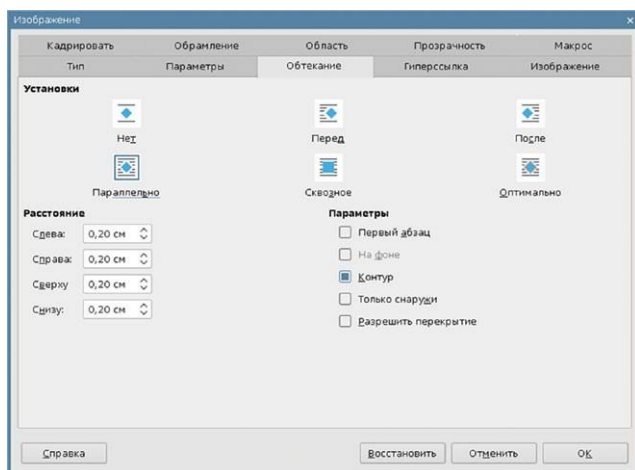 Изображение
Кадрировать Обрамление Область Прозрачность Макрос
Тип Параметры Обтекание Гиперссылка Изображение
Установки
Нет Перед После
Параллельно Сквозное Оптимально
Расстояние Параметры
Слева: 0,20 см Первый абзац
Справа: 0,20 см На фоне
Сверху 0,20 см Контур
Снизу: 0,20 см Только снаружи
Разрешить перекрытие
Справка Восстановить Отменить ОК